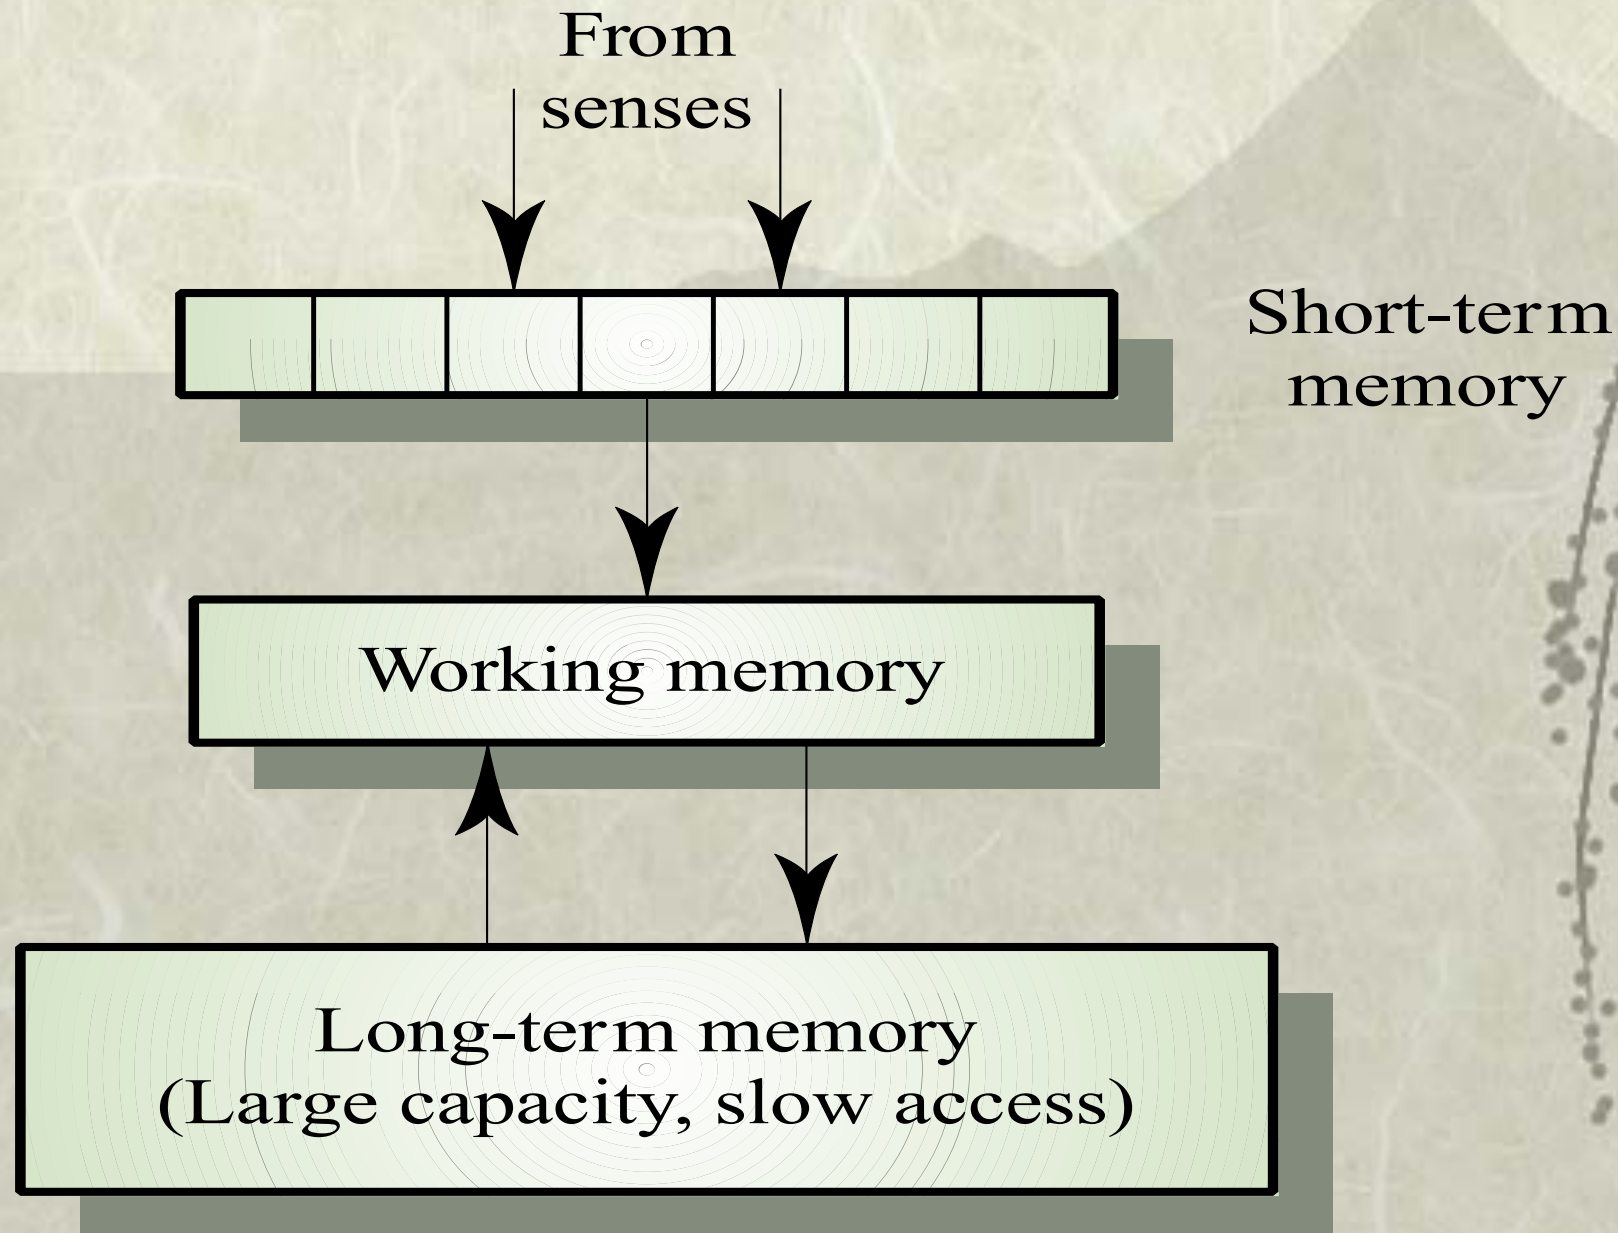 From
senses
Short-term
memory
Working memory
Long-term memory
(Large capacity, slow access)